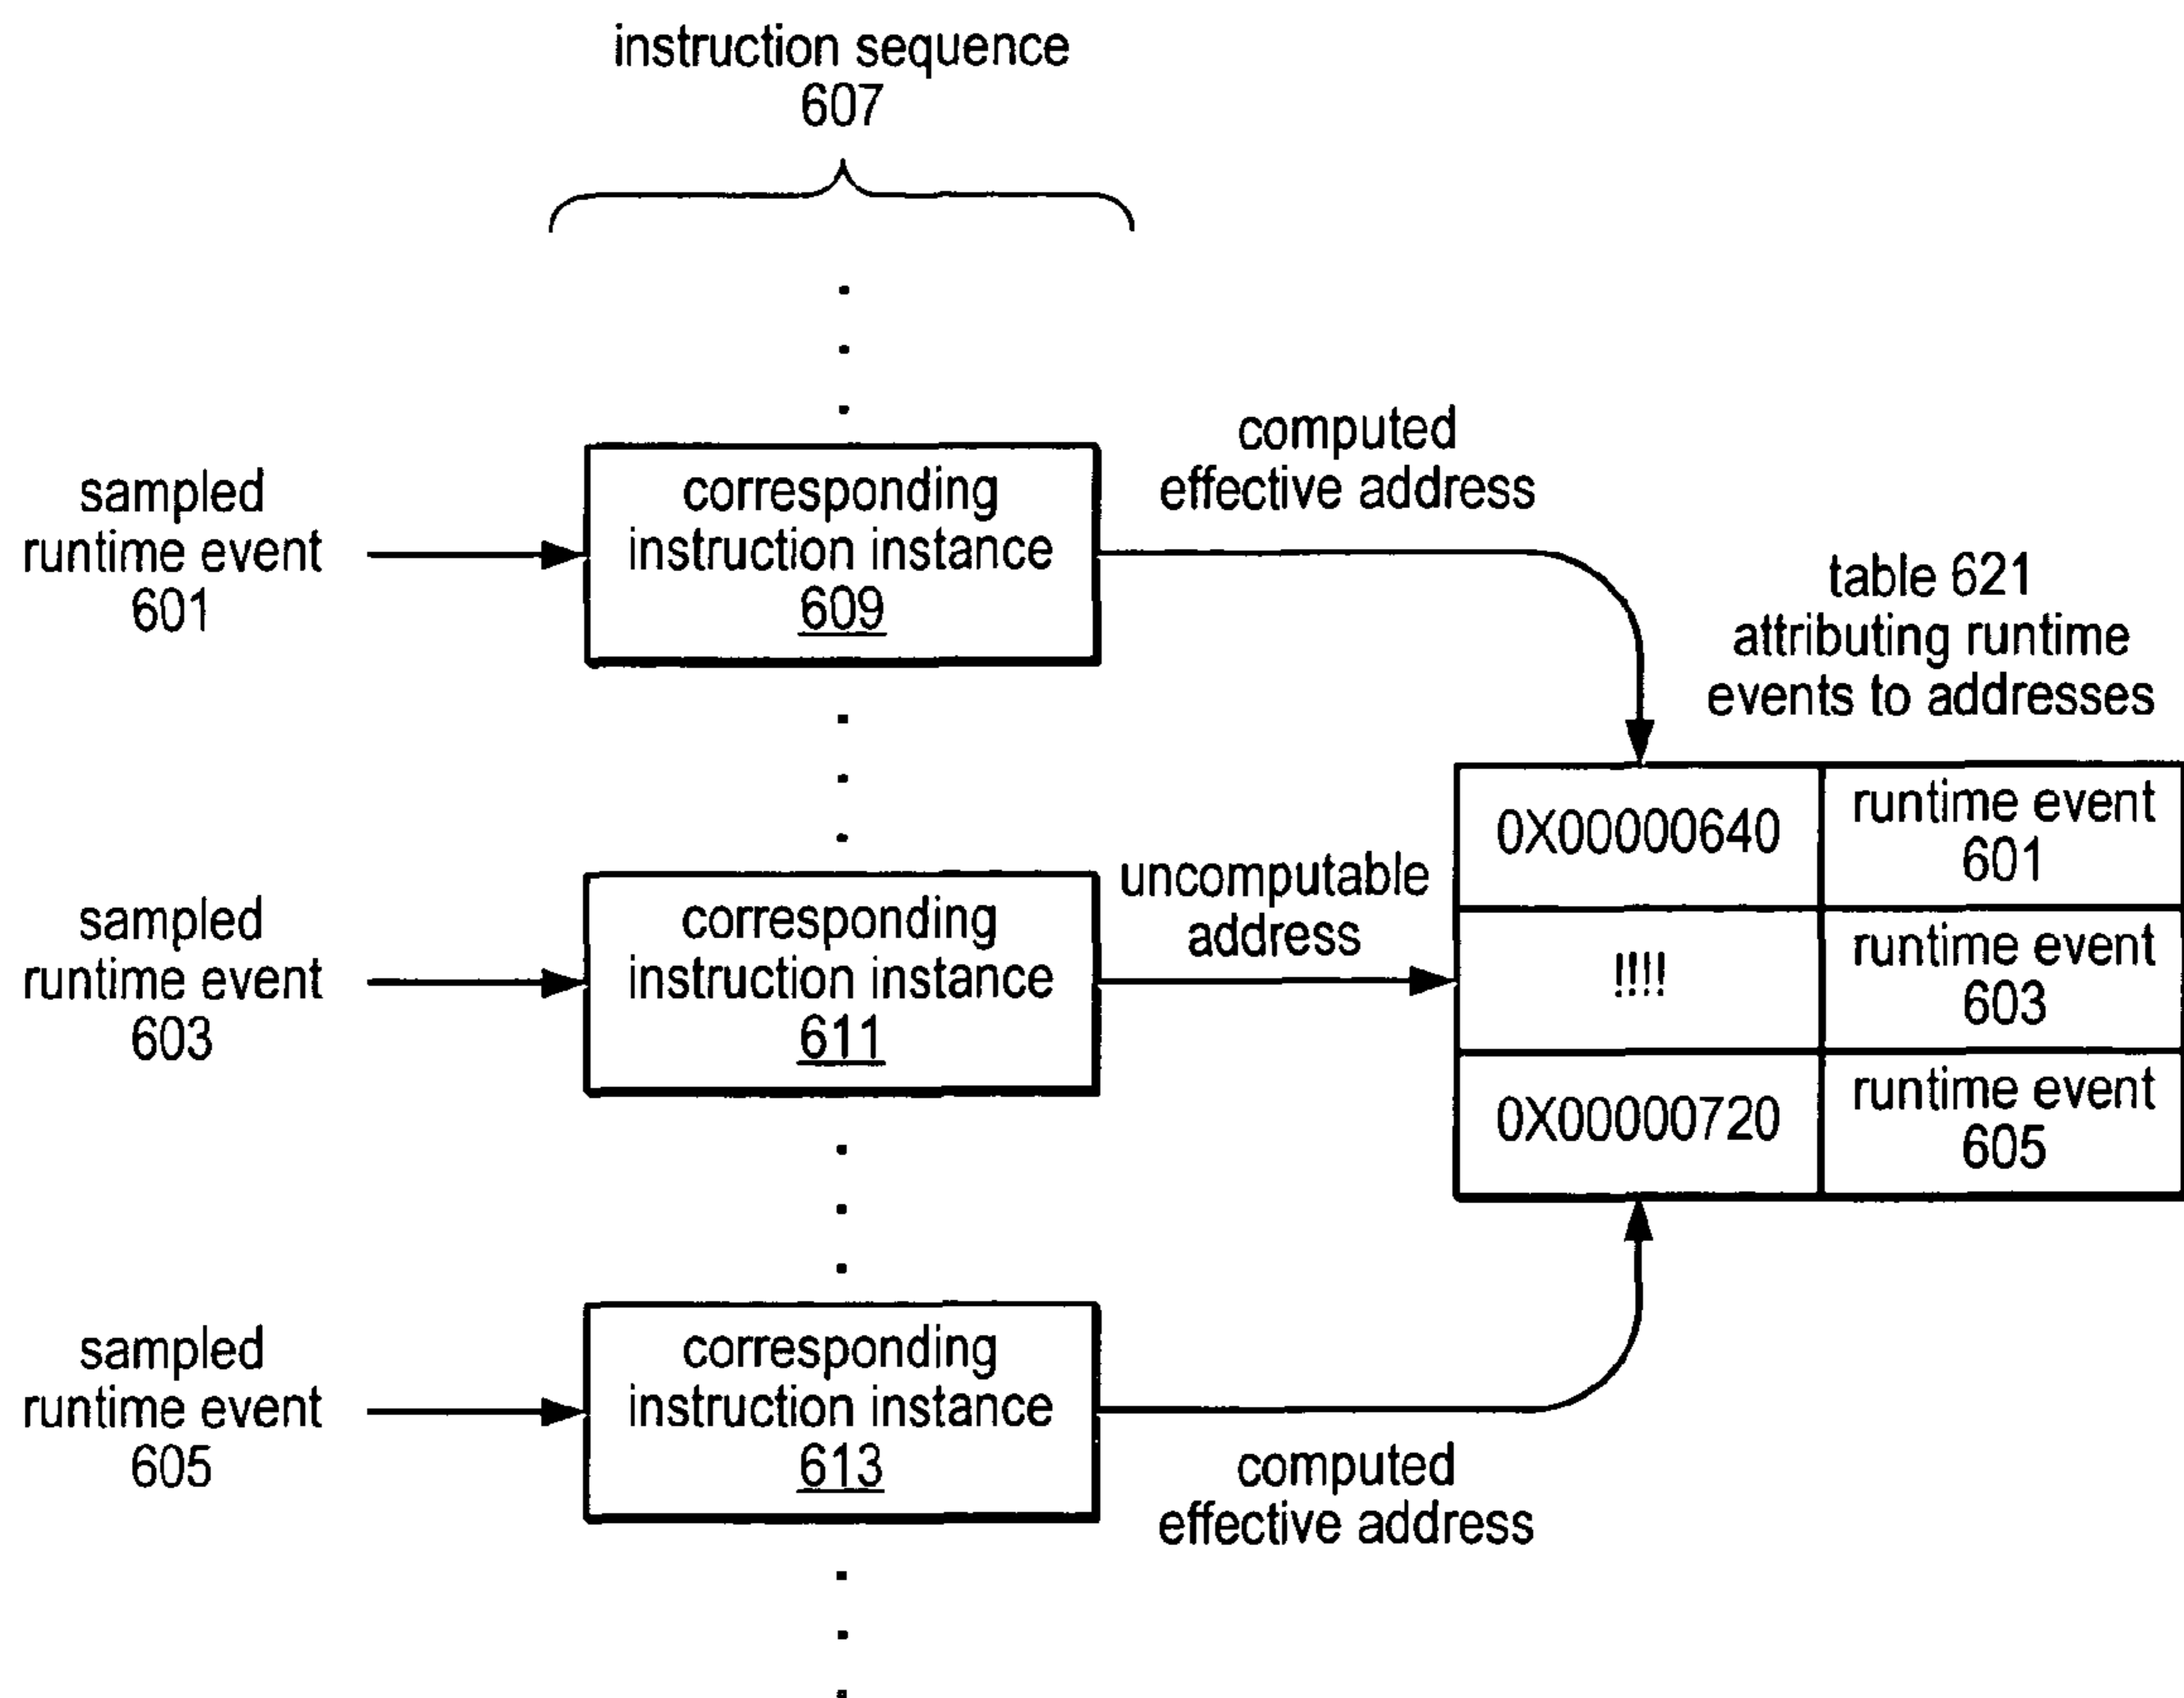 instruction sequence
607
computed
effective address
sampled
runtime event
601
corresponding
instruction instance
609
table 621
attributing runtime
events to addresses
0X00000640
runtime event
601
uncomputable
address
sampled
runtime event
603
corresponding
instruction instance
611
!!!!
runtime event
603
0X00000720
runtime event
605
sampled
runtime event
605
corresponding
instruction instance
613
computed
effective address